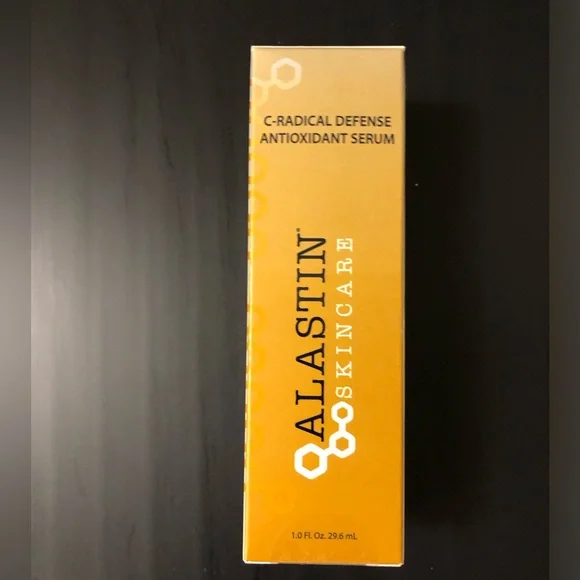 C-RADICAL DEFENSE
ANTIOXIDANT SERUM
ALASTIN®
SKINCARE
1.0 Fl. Oz. 29.6 mL